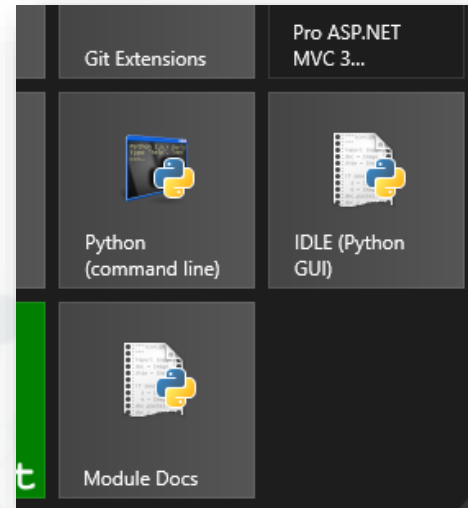 Git Extensions
Pro ASP.NET
MVC 3...
Python
(command line)
IDLE (Python
GUI)
t
Module Docs